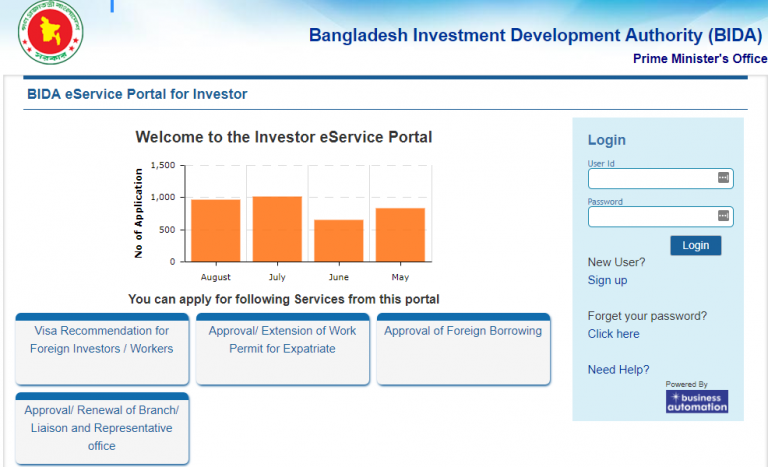 Bangladesh Investment Development Authority (BIDA)
Prime Minister's Office
BIDA eService Portal for Investor
Welcome to the Investor eService Portal
No of Application
1,500
1,000
500
0
August
July
June
May
You can apply for following Services from this portal
Visa Recommendation for
Foreign Investors / Workers
Approval/ Extension of Work
Permit for Expatriate
Approval of Foreign Borrowing
Approval/ Renewal of Branch/
Liaison and Representative
office
Login
User Id
Password
Login
New User?
Sign up
Forget your password?
Click here
Need Help?
Powered By
business
automation